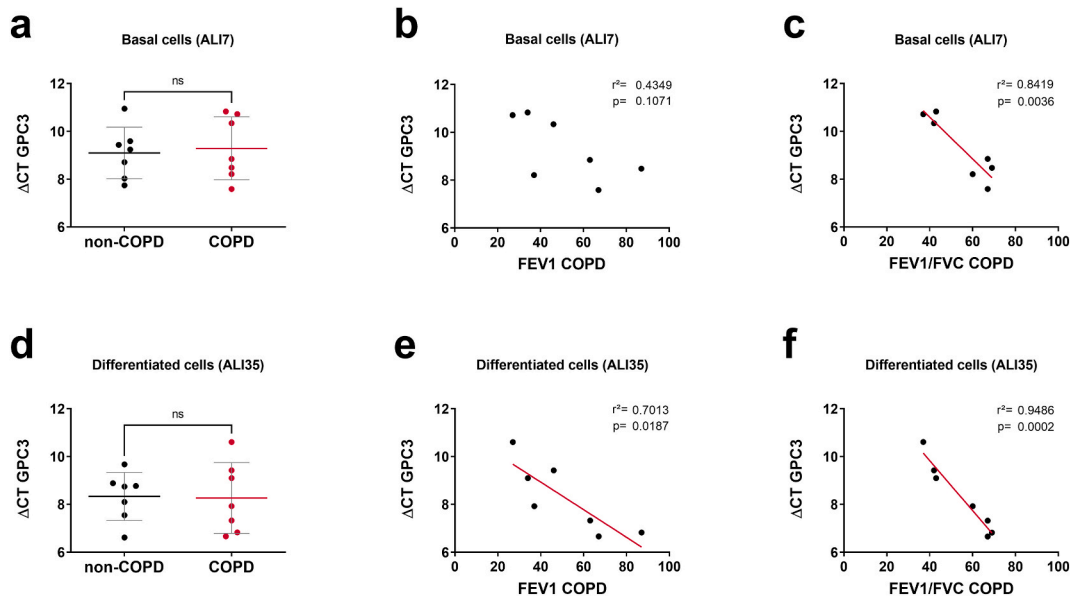 a
Basal cells (ALI7)
ns
12
10
8
6
ΔCT GPC3
non-COPD
COPD
b
Basal cells (ALI7)
r²= 0.4349
p= 0.1071
12
10
8
6
ΔCT GPC3
0 20 40 60 80 100
FEV1 COPD
c
Basal cells (ALI7)
r²= 0.8419
p= 0.0036
12
10
8
6
ΔCT GPC3
0 20 40 60 80 100
FEV1/FVC COPD
d
Differentiated cells (ALI35)
ns
12
10
8
6
ΔCT GPC3
non-COPD
COPD
e
Differentiated cells (ALI35)
r²= 0.7013
p= 0.0187
12
10
8
6
ΔCT GPC3
0 20 40 60 80 100
FEV1 COPD
f
Differentiated cells (ALI35)
r²= 0.9486
p= 0.0002
12
10
8
6
ΔCT GPC3
0 20 40 60 80 100
FEV1/FVC COPD